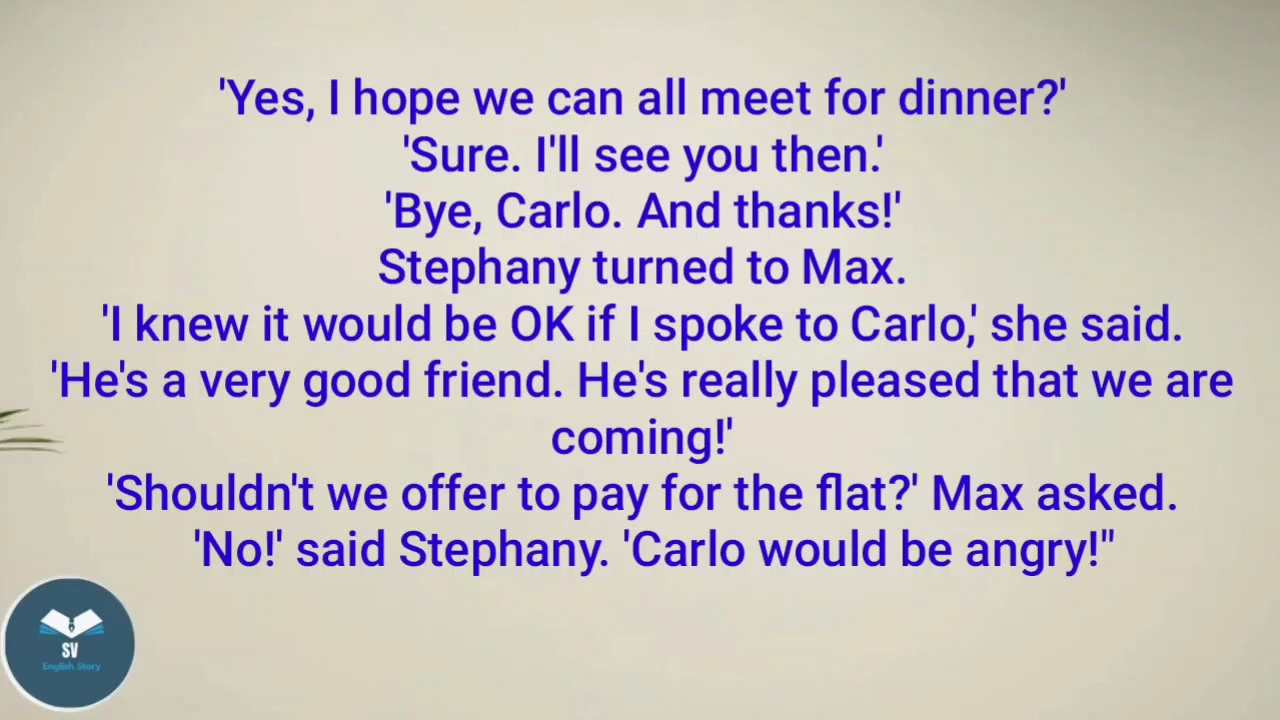 'Yes, I hope we can all meet for dinner?'
'Sure. I'll see you then.'
'Bye, Carlo. And thanks!'
Stephany turned to Max.
'I knew it would be OK if I spoke to Carlo,' she said.
'He's a very good friend. He's really pleased that we are
coming!'
'Shouldn't we offer to pay for the flat?' Max asked.
'No!' said Stephany. 'Carlo would be angry!"
SV
English Story